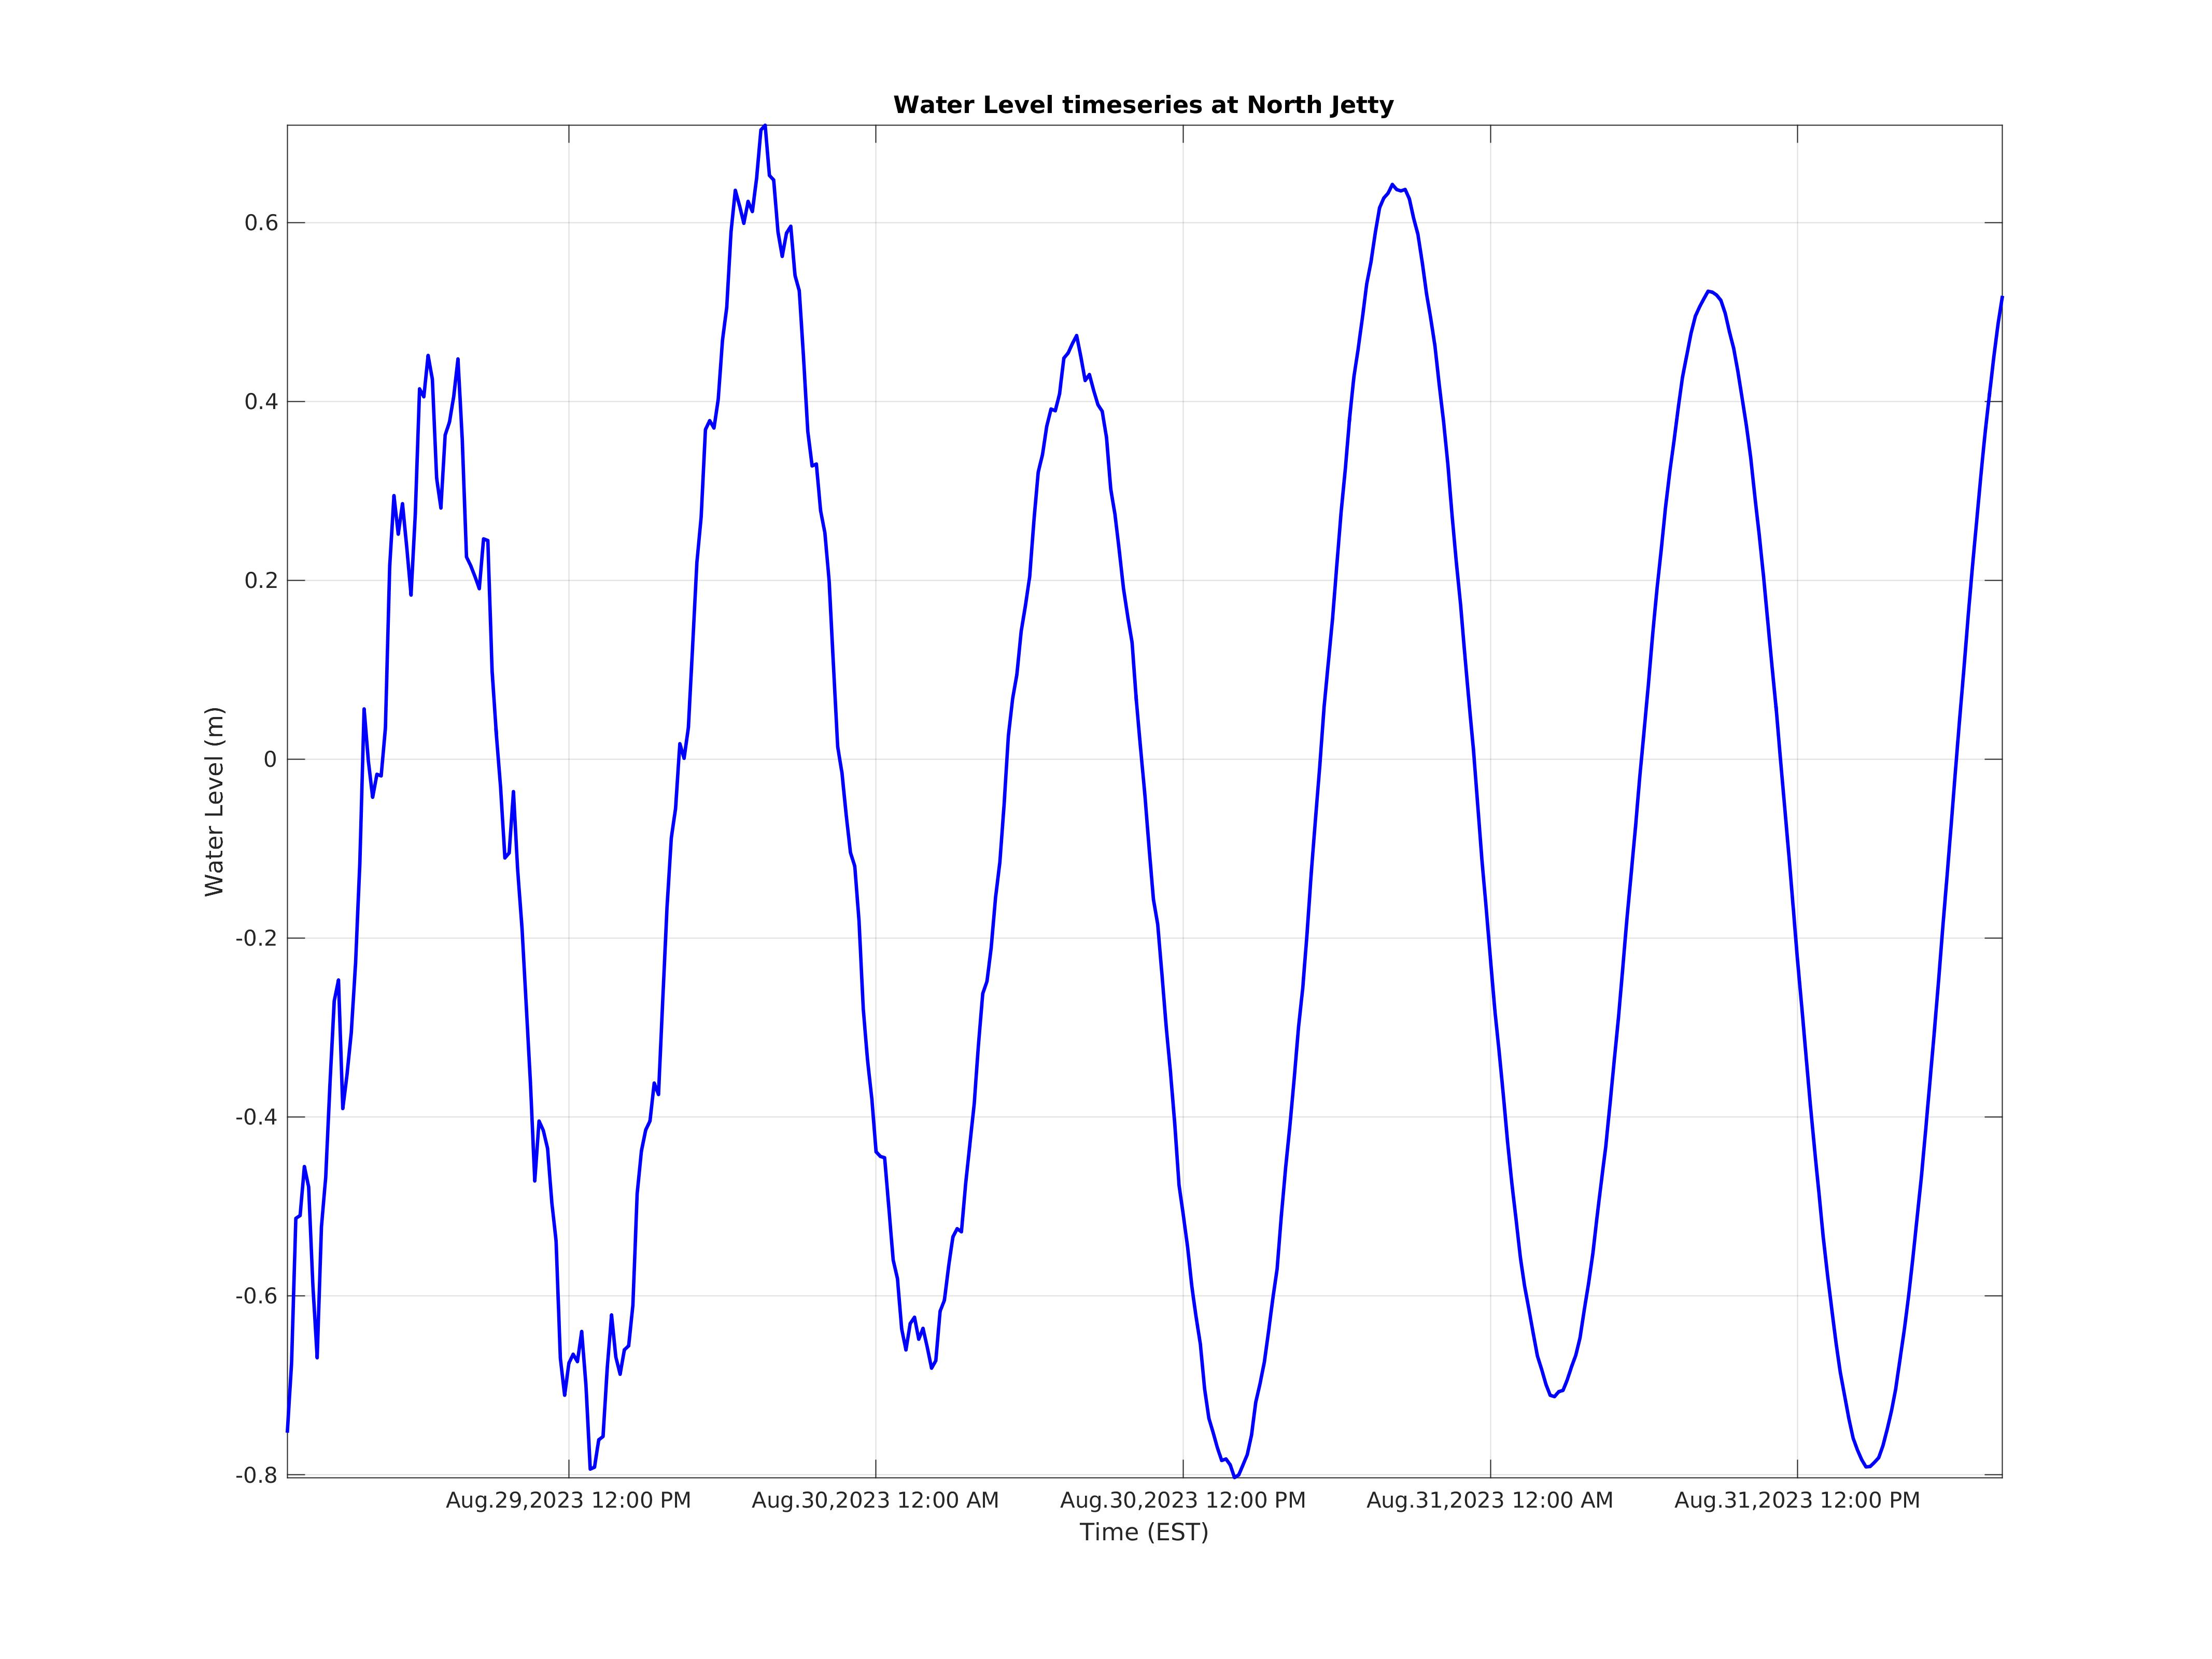 Water Level timeseries at North Jetty
0.6
0.4
0.2
0
-0.2
-0.4
-0.6
-0.8
Water Level (m)
Aug.29,2023 12:00 PM Aug.30,2023 12:00 AM Aug.30,2023 12:00 PM Aug.31,2023 12:00 AM Aug.31,2023 12:00 PM
Time (EST)